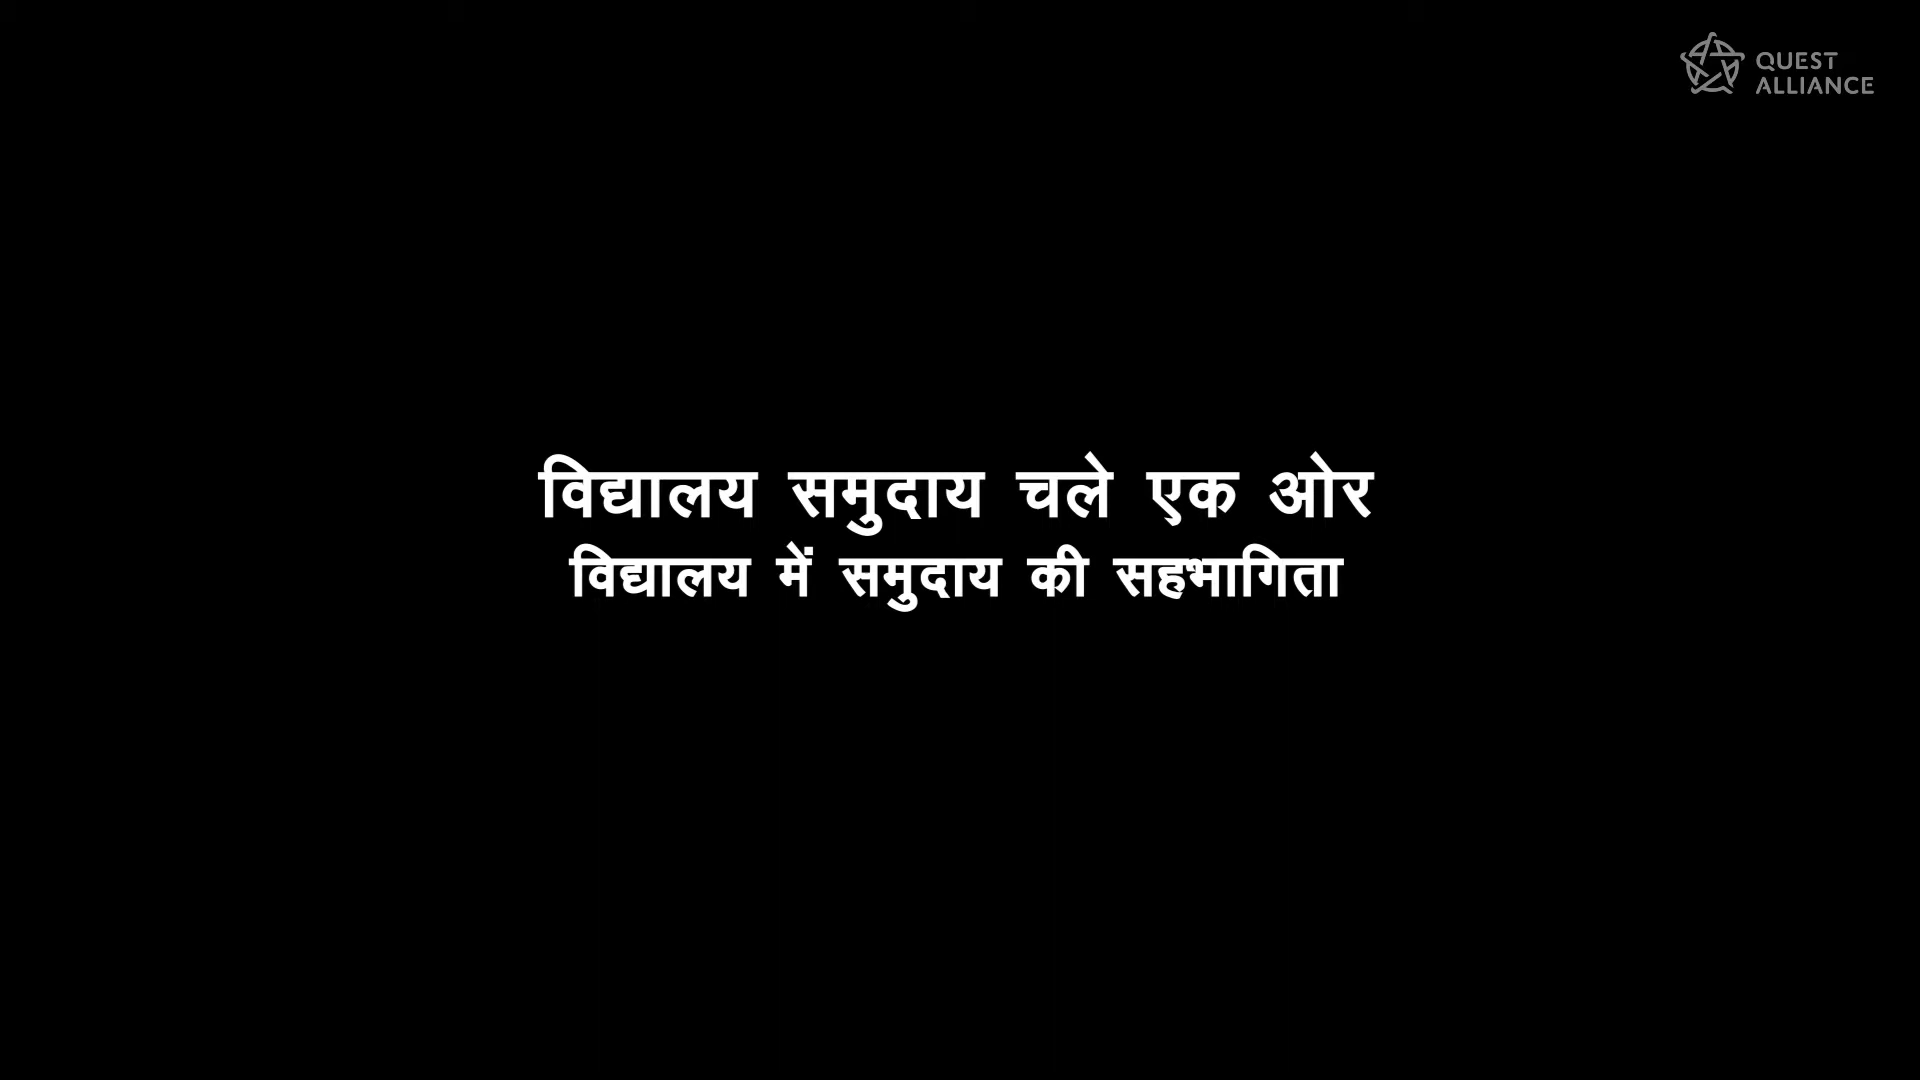 QUEST
ALLIANCE
विद्यालय समुदाय चले एक ओर
विद्यालय में समुदाय की सहभागिता